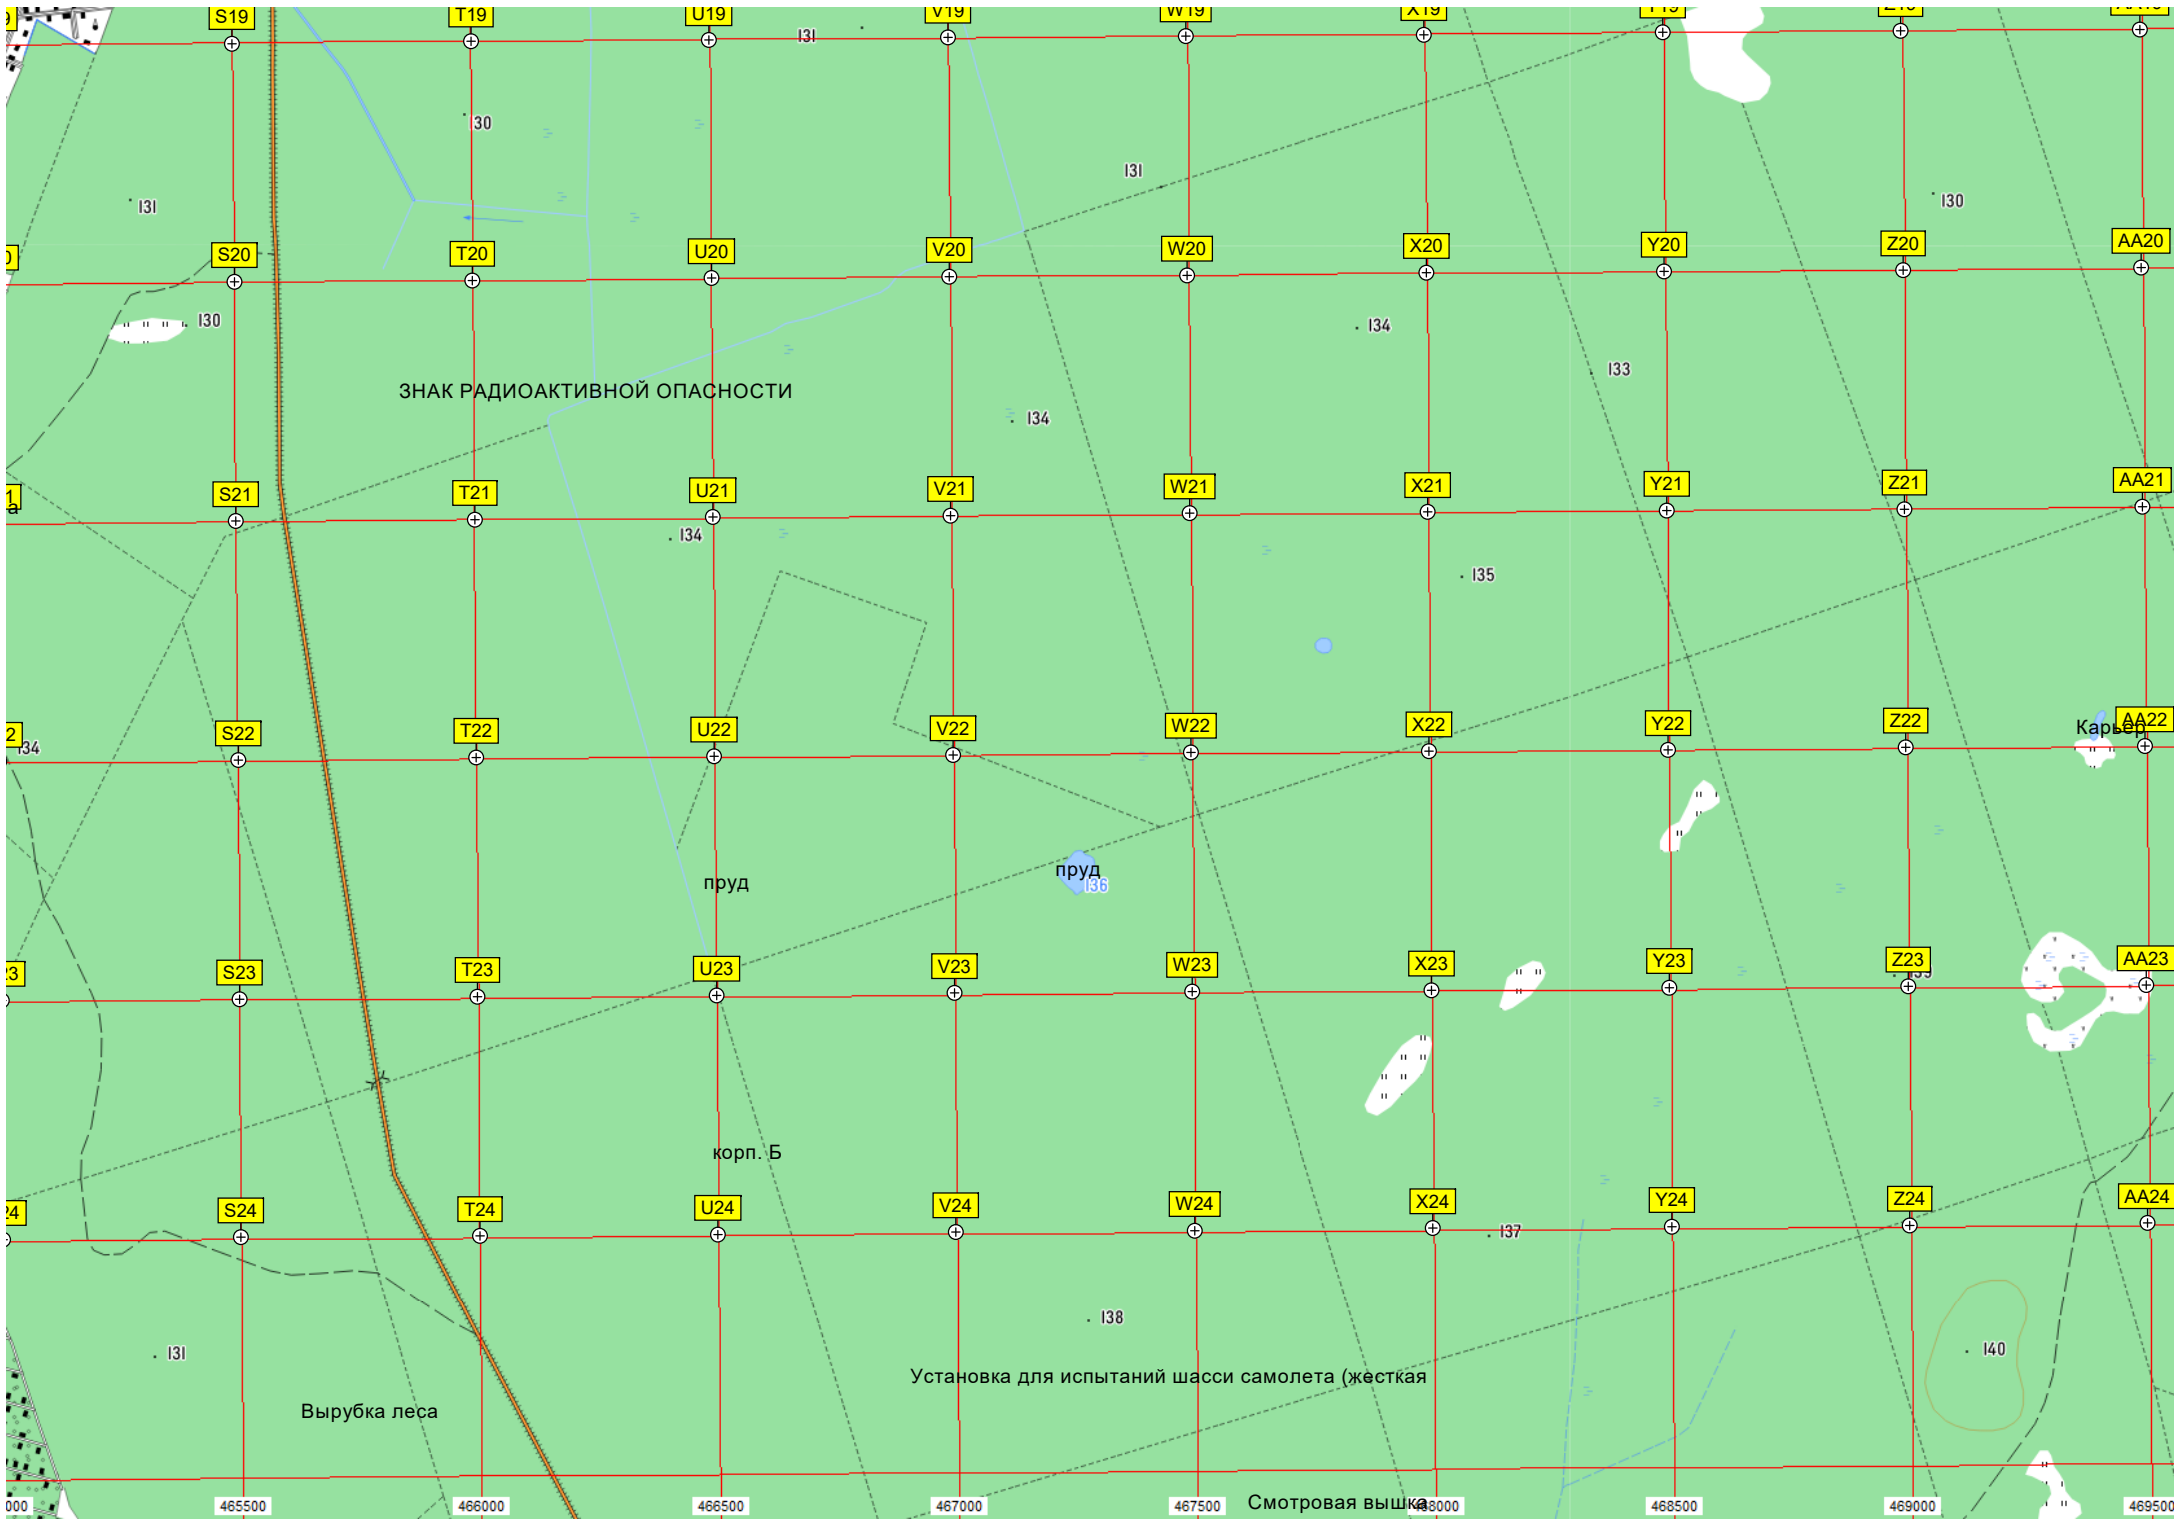 S19 T19 U19 V19 W19 X19
131
130
131
131
130
S20 T20 U20 V20 W20 X20 Y20 Z20 AA20
130
134
133
ЗНАК РАДИОАКТИВНОЙ ОПАСНОСТИ
134
S21 T21 U21 V21 W21 X21 Y21 Z21 AA21
а
134
135
S22 T22 U22 V22 W22 X22 Y22 Z22 AA22
Карьер
134
пруд
пруд
136
S23 T23 U23 V23 W23 X23 Y23 Z23 AA23
корп. Б
S24 T24 U24 V24 W24 X24 Y24 Z24 AA24
137
138
131
140
Установка для испытаний шасси самолета (жесткая
Вырубка леса
Смотровая вышка
000 465500 466000 466500 467000 467500 468000 468500 469000 469500